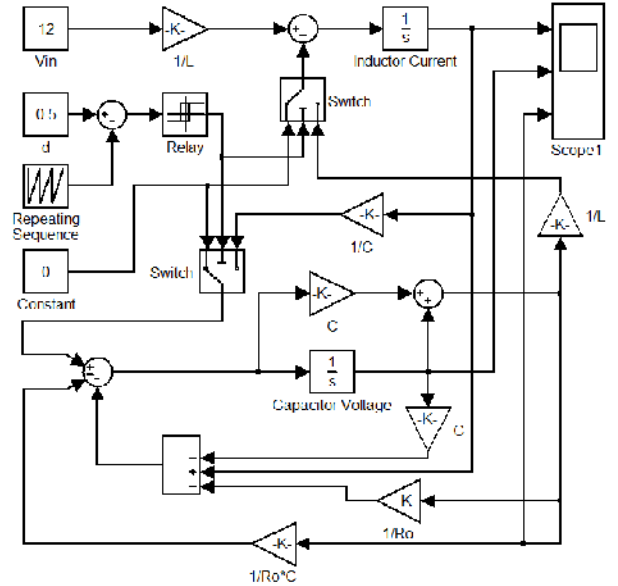 12
Vin
-K-
1/L
+
-
1
s
Inductor Current
Scope1
0.5
d
+
-
Relay
Switch
Repeating
Sequence
0
Constant
Switch
-K-
1/C
-K-
1/L
-K-
C
+
+
+
-
-
1
s
Capacitor Voltage
-K-
C
-
+
-
K
1/Ro
-K-
1/Ro*C